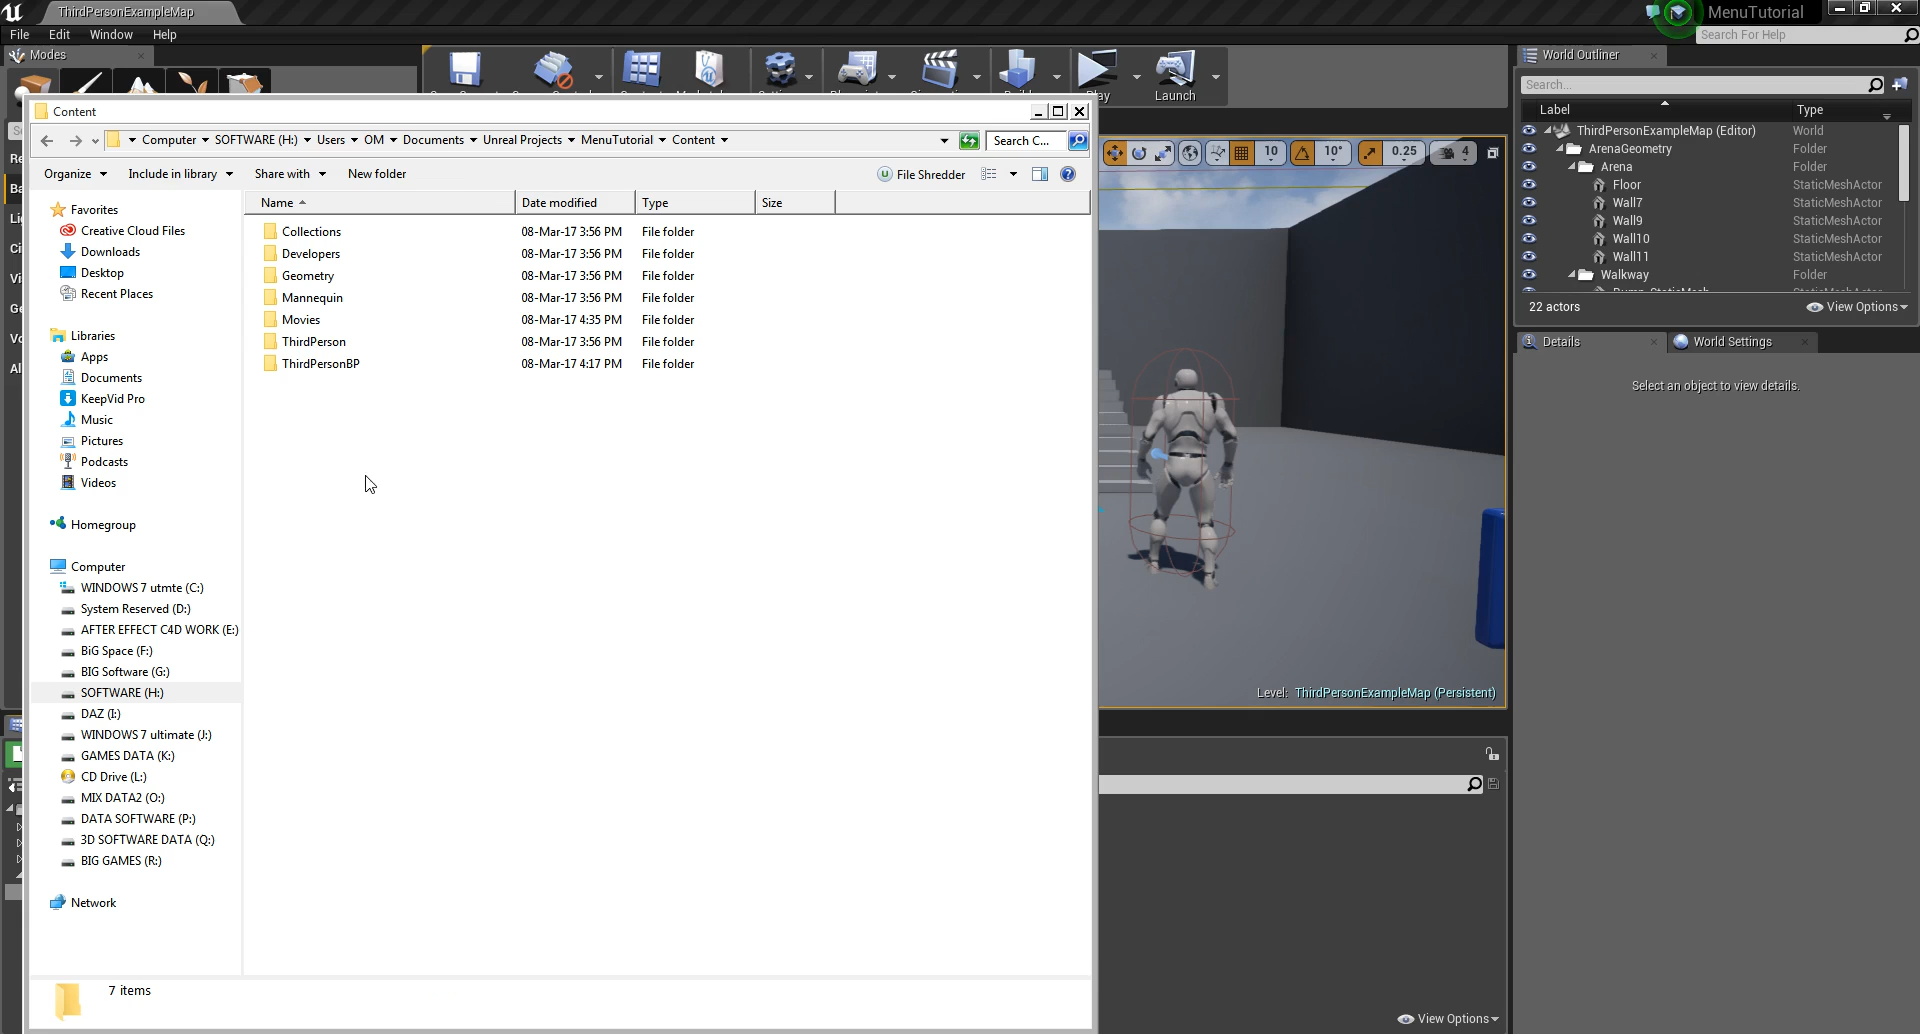 ThirdPersonExampleMap
MenuTutorial
File Edit Window Help
Search For Help
Modes
World Outliner
Launch
Search...
Label Type
ThirdPersonExampleMap (Editor) World
ArenaGeometry Folder
Arena Folder
Floor StaticMeshActor
Wall7 StaticMeshActor
Wall9 StaticMeshActor
Wall10 StaticMeshActor
Wall11 StaticMeshActor
Walkway Folder
22 actors View Options
Details World Settings
Select an object to view details.
10 10° 0.25 4
Level: ThirdPersonExampleMap (Persistent)
View Options
Content
Computer SOFTWARE (H:) Users OM Documents Unreal Projects MenuTutorial Content Search C...
Organize Include in library Share with New folder File Shredder
Name Date modified Type Size
Collections 08-Mar-17 3:56 PM File folder
Developers 08-Mar-17 3:56 PM File folder
Geometry 08-Mar-17 3:56 PM File folder
Mannequin 08-Mar-17 3:56 PM File folder
Movies 08-Mar-17 4:35 PM File folder
ThirdPerson 08-Mar-17 3:56 PM File folder
ThirdPersonBP 08-Mar-17 4:17 PM File folder
Favorites
Creative Cloud Files
Downloads
Desktop
Recent Places
Libraries
Apps
Documents
KeepVid Pro
Music
Pictures
Podcasts
Videos
Homegroup
Computer
WINDOWS 7 utmte (C:)
System Reserved (D:)
AFTER EFFECT C4D WORK (E:)
BiG Space (F:)
BIG Software (G:)
SOFTWARE (H:)
DAZ (I:)
WINDOWS 7 ultimate (J:)
GAMES DATA (K:)
CD Drive (L:)
MIX DATA2 (O:)
DATA SOFTWARE (P:)
3D SOFTWARE DATA (Q:)
BIG GAMES (R:)
Network
7 items